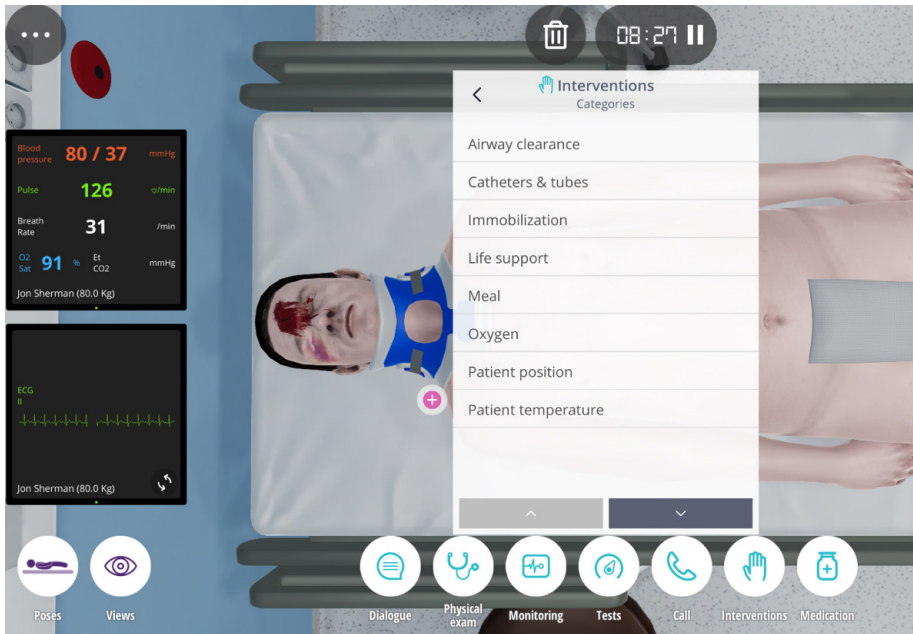 08:27
Interventions
Categories
Airway clearance
Catheters & tubes
Immobilization
Life support
Meal
Oxygen
Patient position
Patient temperature
Blood pressure 80 / 37 mmHg
Pulse 126 /min
Breath Rate 31 /min
O2 Sat 91 % Et CO2 mmHg
Jon Sherman (80.0 Kg)
ECG
II
Jon Sherman (80.0 Kg)
Poses
Views
Dialogue
Physical exam
Monitoring
Tests
Call
Interventions
Medication